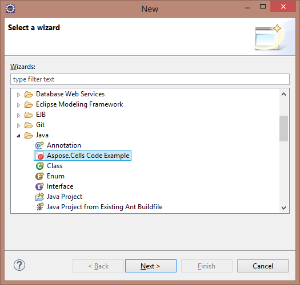 New
Select a wizard
Wizards:
type filter text
Database Web Services
Eclipse Modeling Framework
EJB
Git
Java
Annotation
Aspose.Cells Code Example
Class
Enum
Interface
Java Project
Java Project from Existing Ant Buildfile
?
< Back
Next >
Finish
Cancel